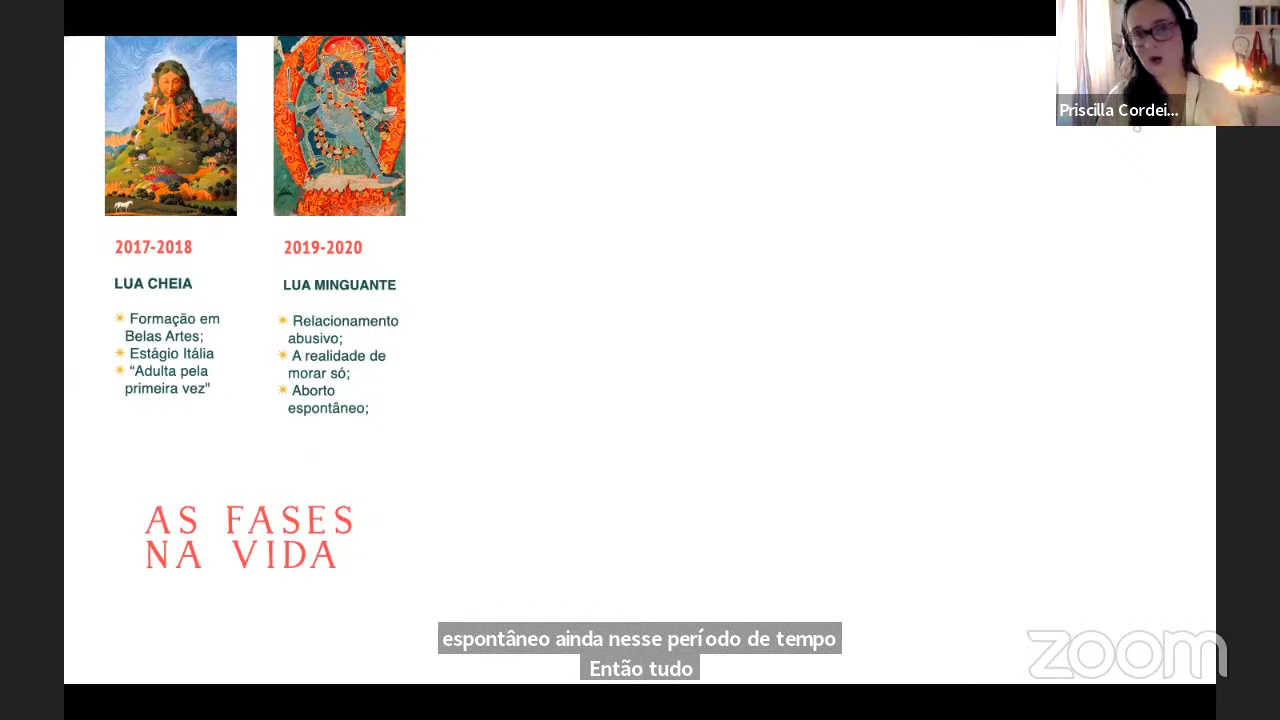 Priscilla Cordei...
2017-2018
LUA CHEIA
✴ Formação em
Belas Artes;
✴ Estágio Itália
✴ “Adulta pela
primeira vez"
2019-2020
LUA MINGUANTE
✴ Relacionamento
abusivo;
✴ A realidade de
morar só;
✴ Aborto
espontâneo;
AS FASES
NA VIDA
espontâneo ainda nesse período de tempo
Então tudo
zoom